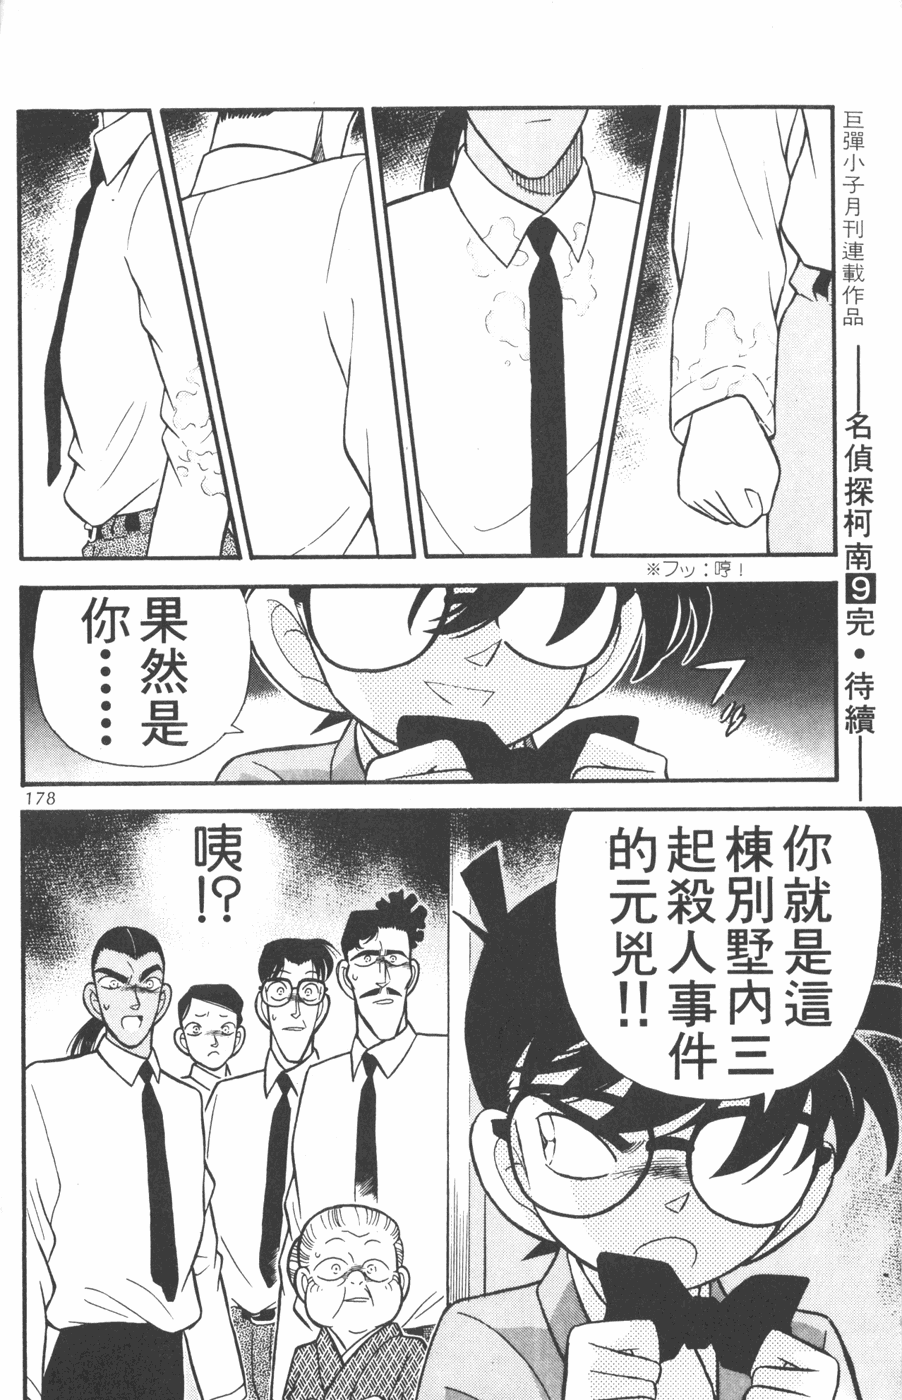 巨彈小子月刊連載作品
名偵探柯南9完・待續
※フッ：哼！
フッ
果然是
你……
178
你就是這
棟別墅內三
起殺人事件
的元兇!!
咦!?